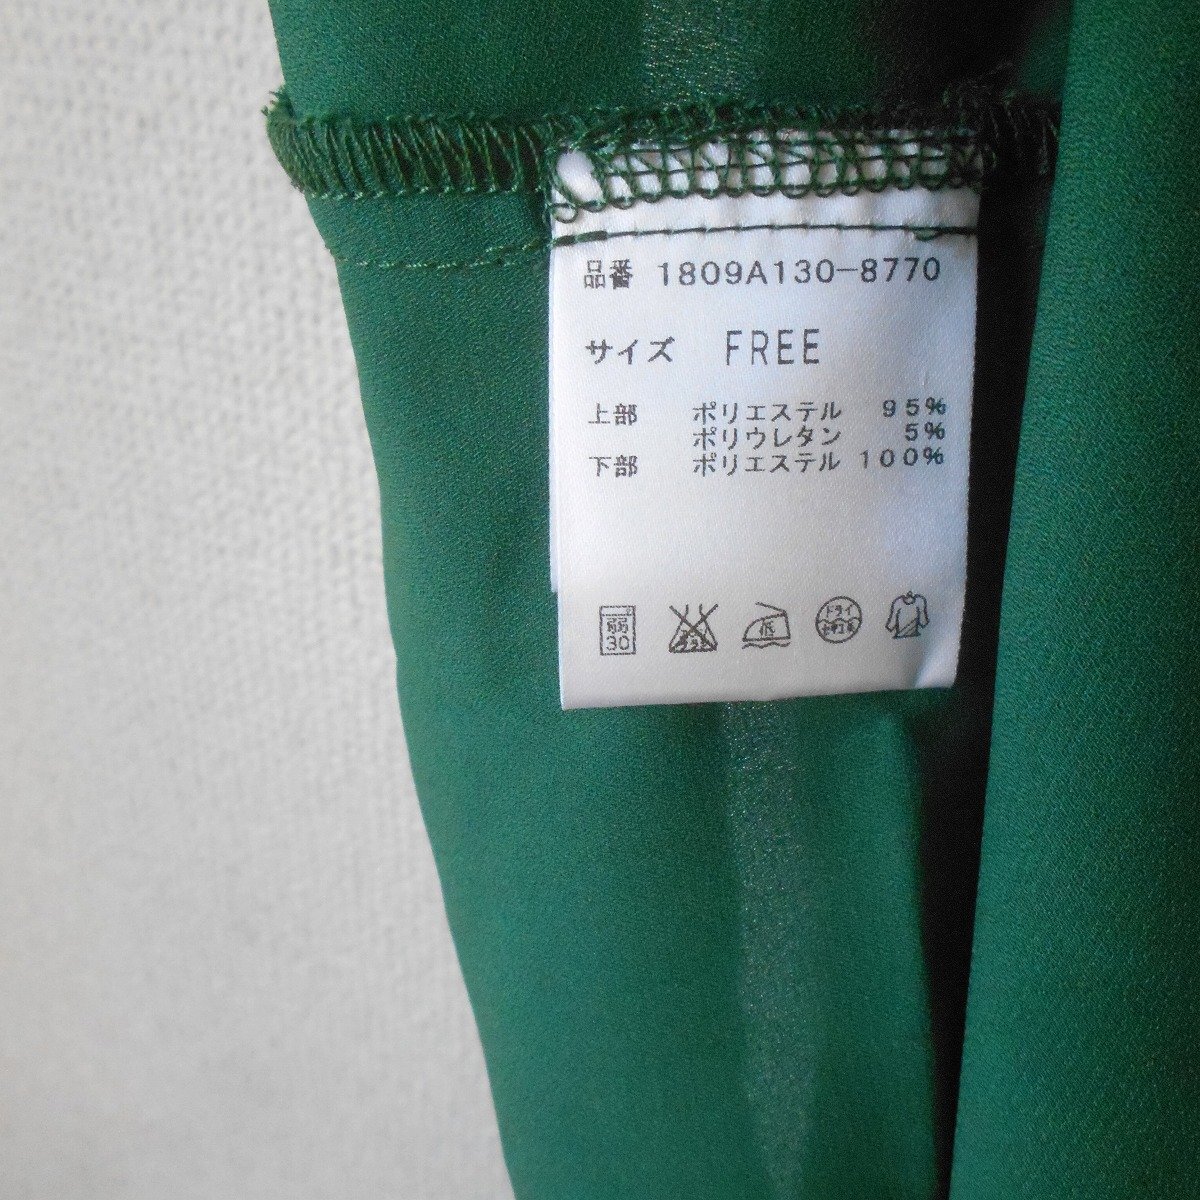 品番 1809A130-8770
サイズ FREE
上部 ポリエステル 95%
ポリウレタン 5%
下部 ポリエステル 100%
弱
30
低
ドライ